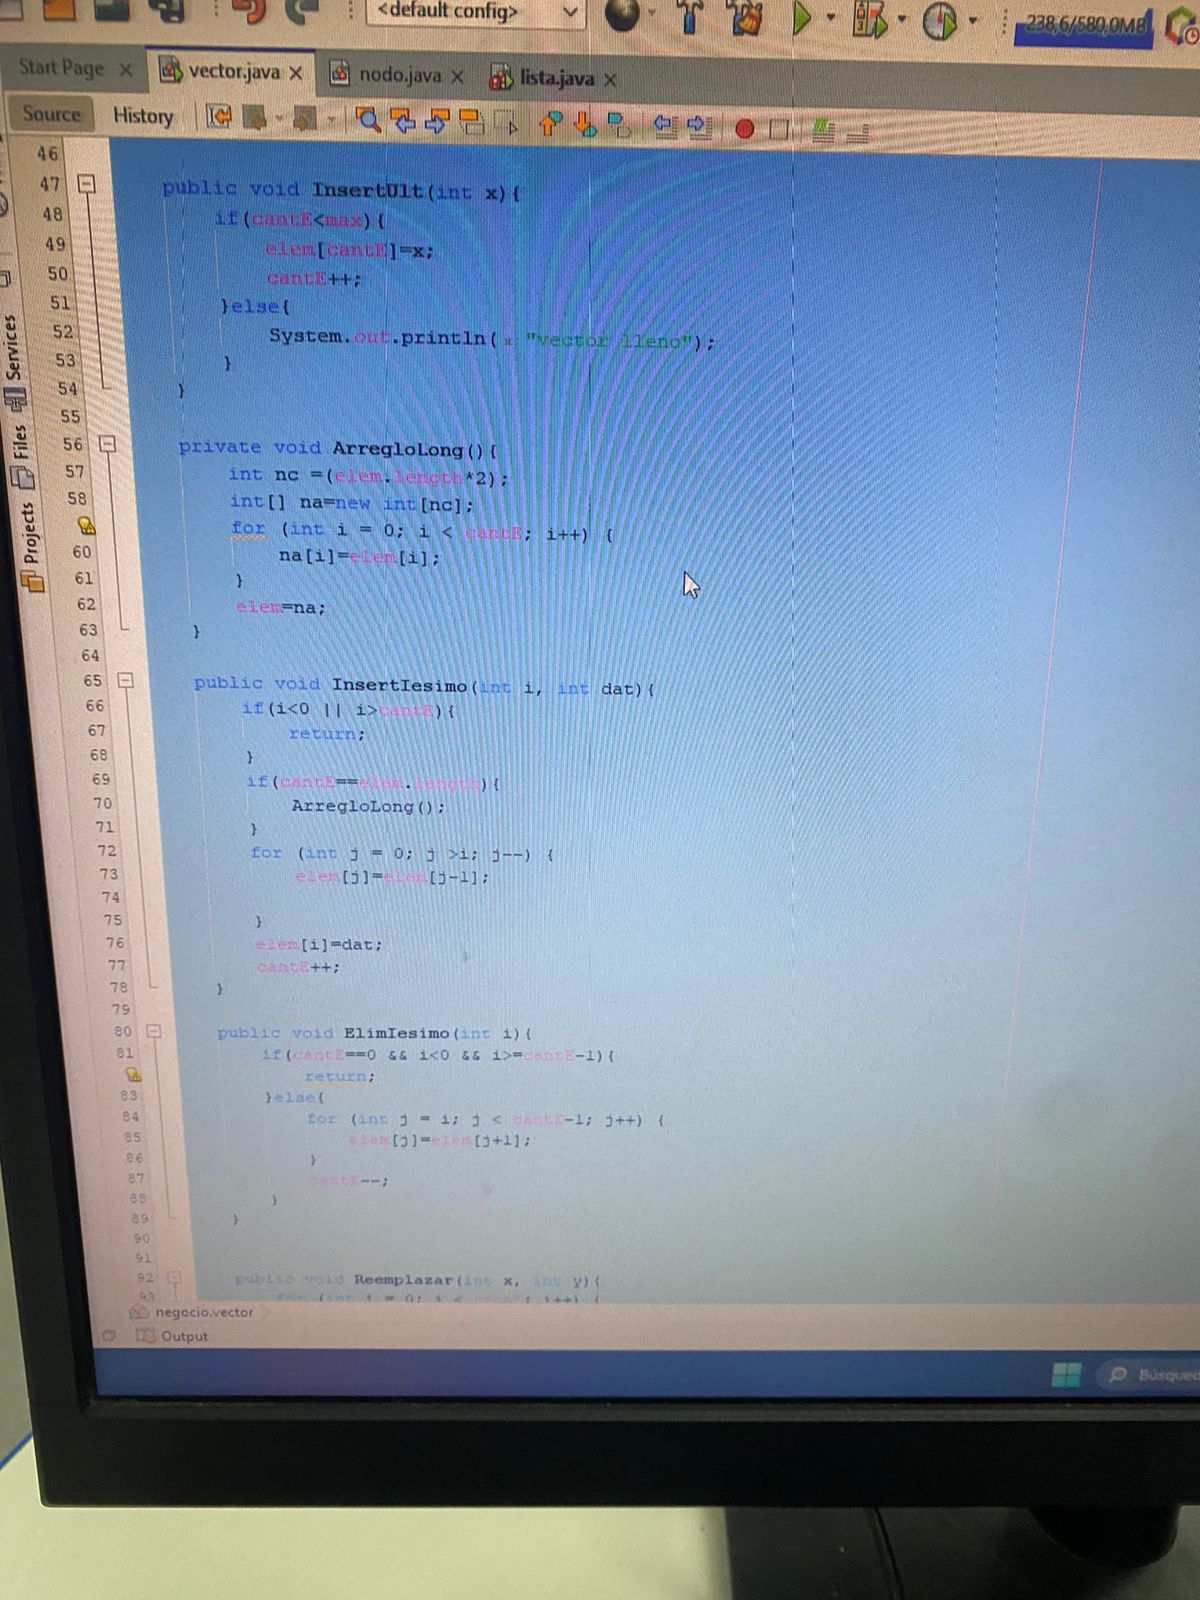 <default config>
238,6/580,0MB
Start Page
vector.java
nodo.java
lista.java
Source
History
Services
Files
Projects
46
47 public void InsertUlt(int x){
48 if(cantE<max){
49 elem[cantE]=x;
50 cantE++;
51 }else{
52 System.out.println( x "vector lleno");
53 }
54 }
55
56 private void ArregloLong(){
57 int nc =(elem.length*2);
58 int[] na=new int[nc];
for (int i = 0; i < cantE; i++) {
60 na[i]=elem[i];
61 }
62 elem=na;
63 }
64
65 public void InsertIesimo(int i, int dat){
66 if(i<0 || i>cantE){
67 return;
68 }
69 if(cantE==elem.length){
70 ArregloLong();
71 }
72 for (int j = 0; j >i; j--) {
73 elem[j]=elem[j-1];
74
75 }
76 elem[i]=dat;
77 cantE++;
78 }
79
80 public void ElimIesimo(int i){
81 if(cantE==0 && i<0 && i>=cantE-1){
return;
83 }else{
84 for (int j = i; j < cantE-1; j++) {
85 elem[j]=elem[j+1];
86 }
87 cantE--;
88 }
89 }
90
91
92 public void Reemplazar(int x, int y){
93 for (int i = 0; i < cantE; i++) {
negocio.vector
Output